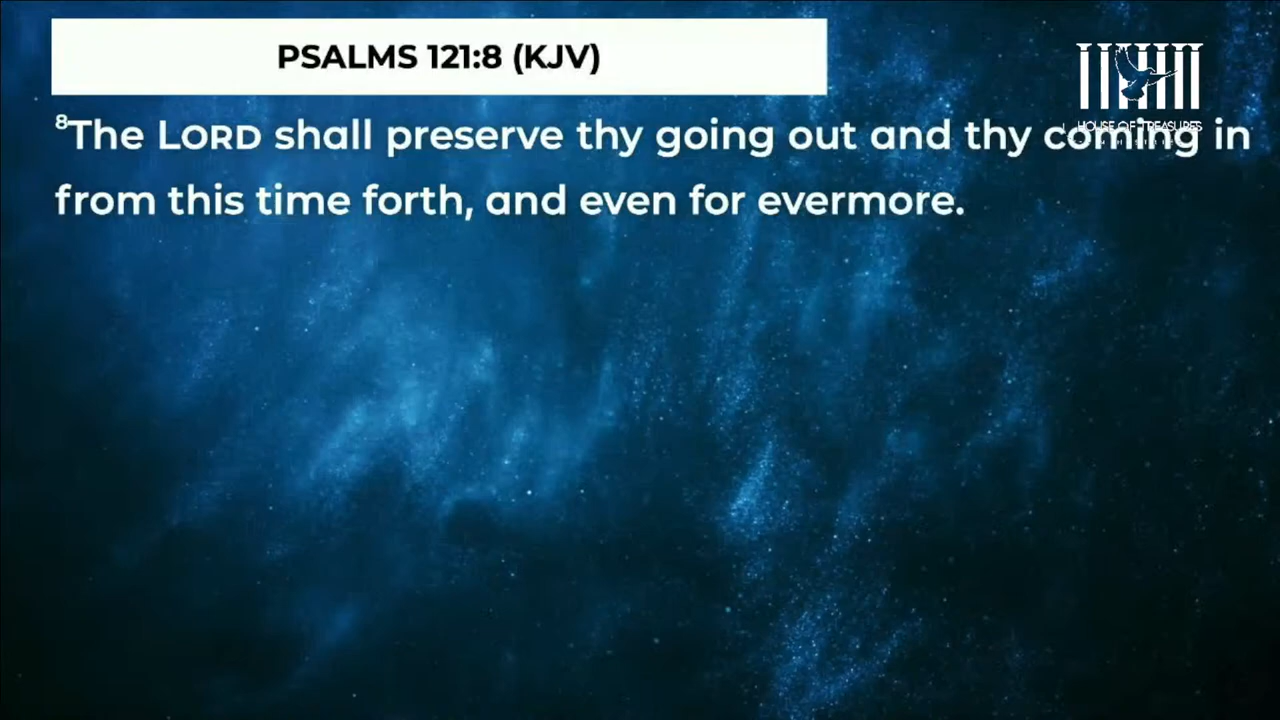 PSALMS 121:8 (KJV)
8The LORD shall preserve thy going out and thy coming in
from this time forth, and even for evermore.
HOUSE OF TREASURES